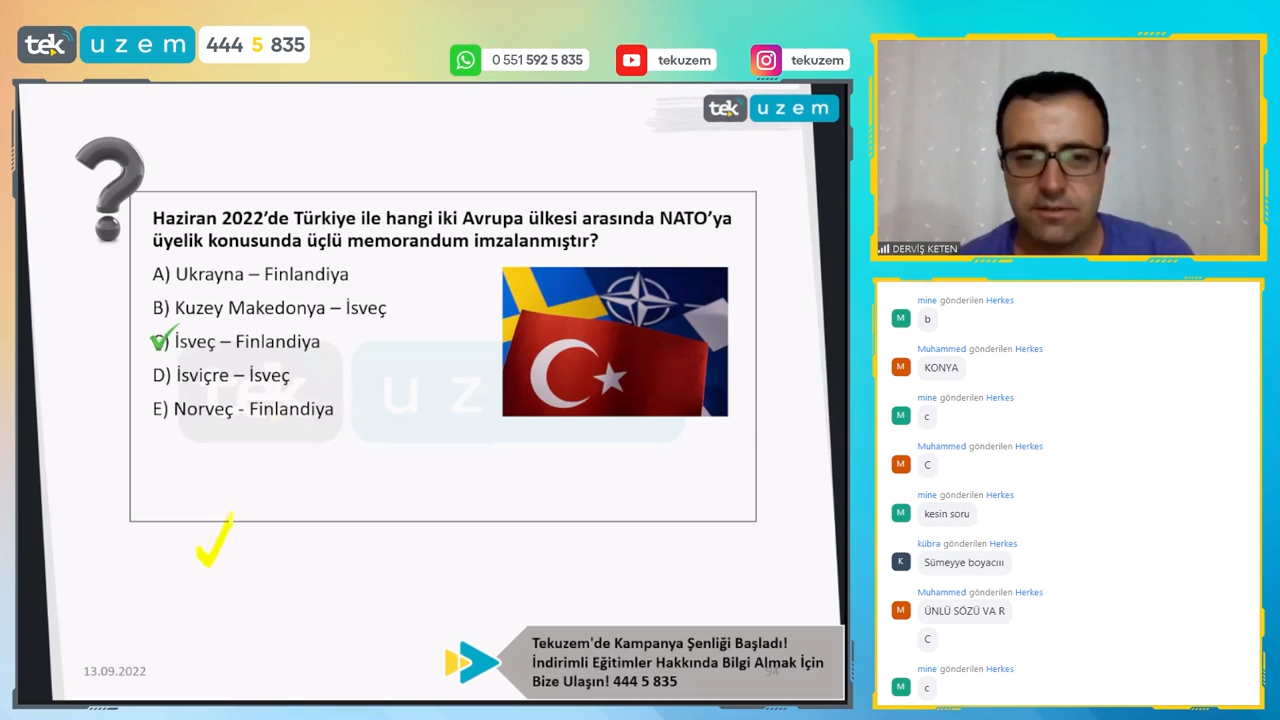 tek uzem 444 5 835
0 551 592 5 835
tekuzem
tekuzem
tek uzem
Haziran 2022’de Türkiye ile hangi iki Avrupa ülkesi arasında NATO’ya
üyelik konusunda üçlü memorandum imzalanmıştır?
A) Ukrayna – Finlandiya
B) Kuzey Makedonya – İsveç
C) İsveç – Finlandiya
D) İsviçre – İsveç
E) Norveç - Finlandiya
tek uz
13.09.2022
94
Tekuzem'de Kampanya Şenliği Başladı!
İndirimli Eğitimler Hakkında Bilgi Almak İçin
Bize Ulaşın! 444 5 835
DERVİŞ KETEN
mine gönderilen Herkes
M b
Muhammed gönderilen Herkes
M KONYA
mine gönderilen Herkes
M c
Muhammed gönderilen Herkes
M C
mine gönderilen Herkes
M kesin soru
kübra gönderilen Herkes
K Sümeyye boyacııı
Muhammed gönderilen Herkes
M ÜNLÜ SÖZÜ VA R
C
mine gönderilen Herkes
M c